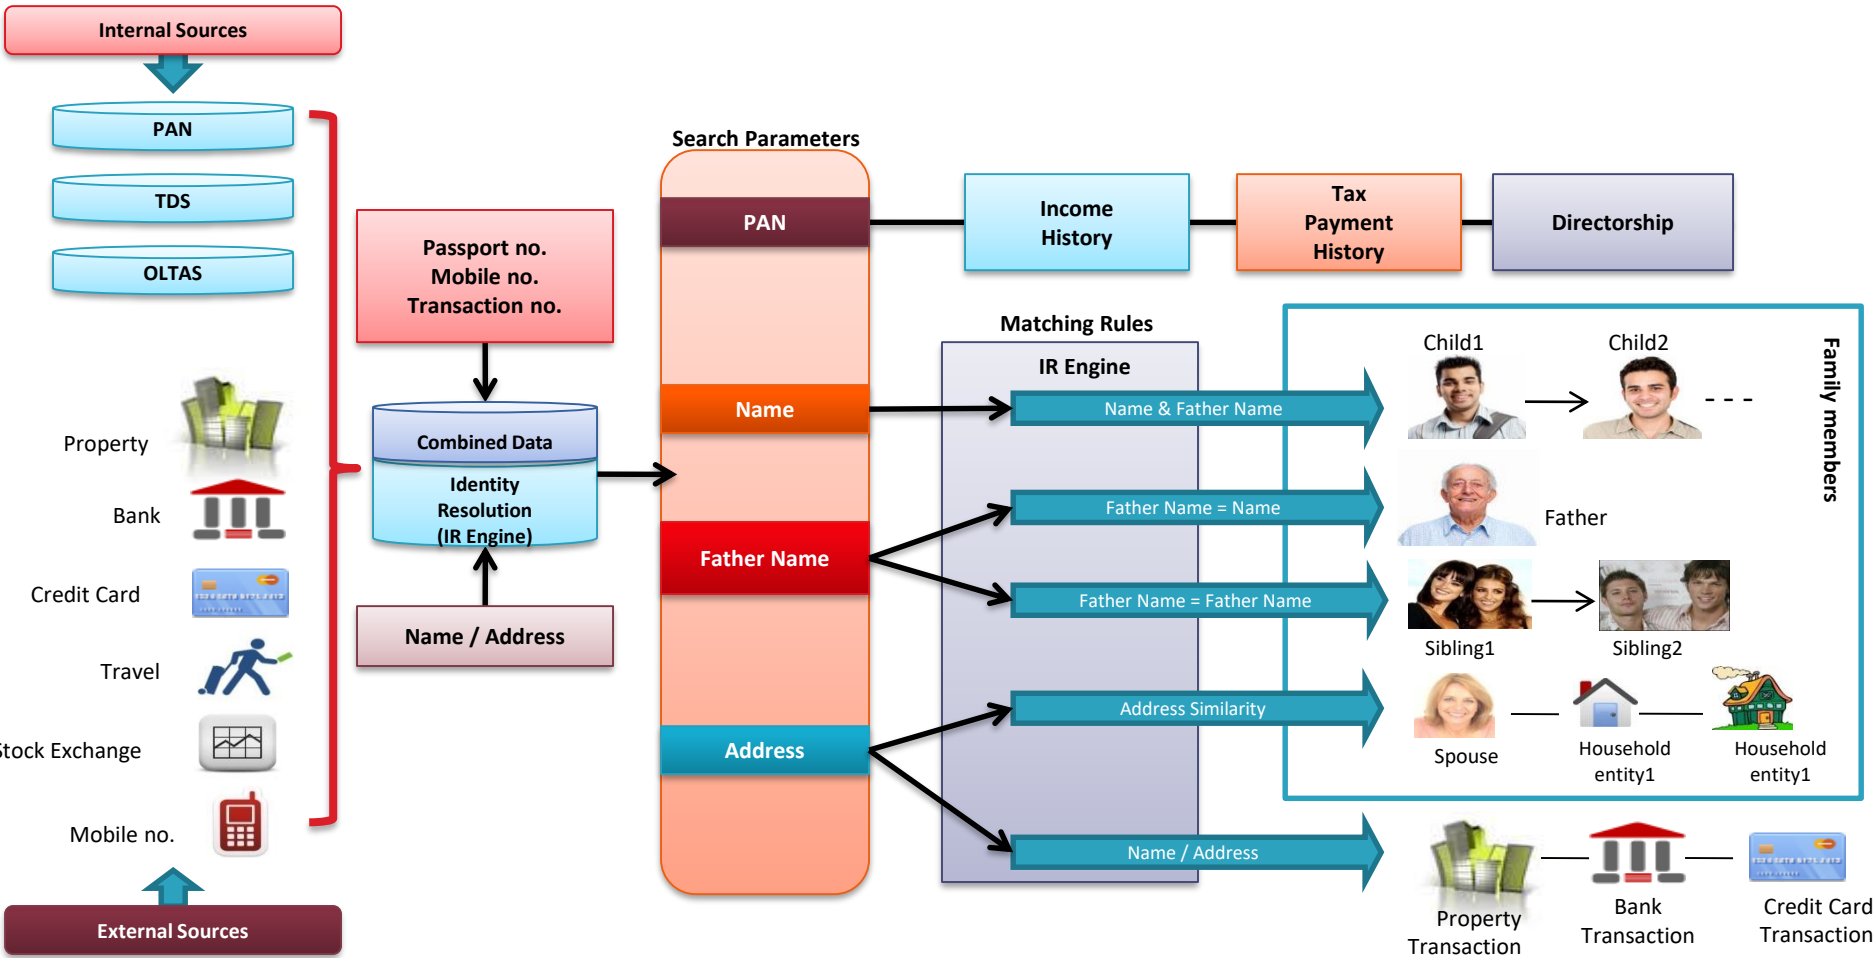 Internal Sources
PAN
TDS
OLTAS
Property
Bank
Credit Card
Travel
Stock Exchange
Mobile no.
External Sources
Passport no.
Mobile no.
Transaction no.
Combined Data
Identity
Resolution
(IR Engine)
Name / Address
Search Parameters
PAN
Name
Father Name
Address
Income
History
Tax
Payment
History
Directorship
Matching Rules
IR Engine
Name & Father Name
Father Name = Name
Father Name = Father Name
Address Similarity
Name / Address
Family members
Child1
Child2
- - -
Father
Sibling1
Sibling2
Spouse
Household
entity1
Household
entity1
Property
Transaction
Bank
Transaction
Credit Card
Transaction